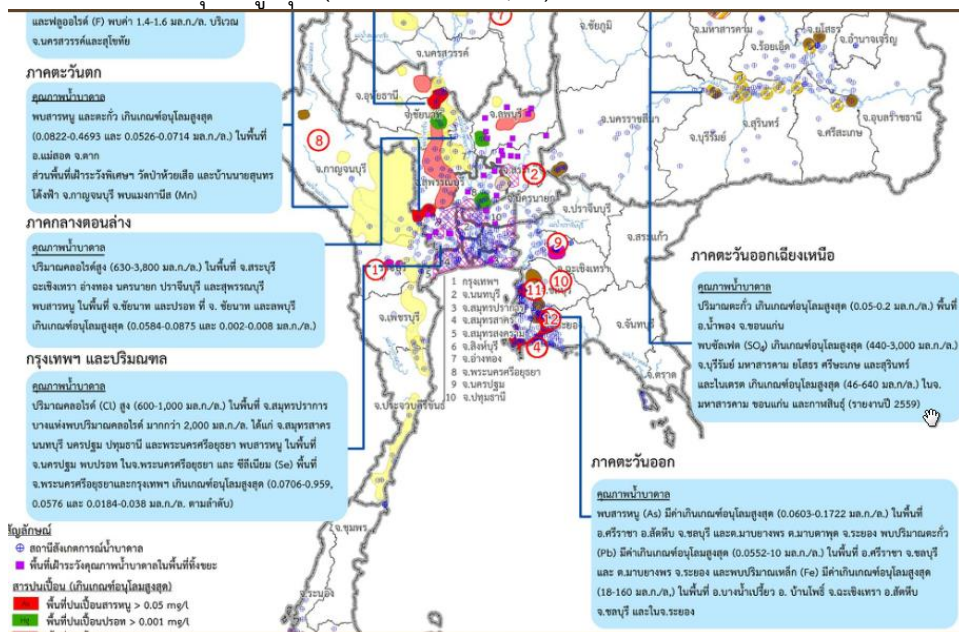 และฟลูออไรด์ (F) พบค่า 1.4-1.6 มล.ก./ล. บริเวณ
จ.นครสวรรค์และสุโขทัย
ภาคตะวันตก
คุณภาพน้ำบาดาล
พบสารหนู และตะกั่ว เกินเกณฑ์อนุโลมสูงสุด
(0.0822-0.4693 และ 0.0526-0.0714 มล.ก./ล.) ในพื้นที่
อ.แม่สอด จ.ตาก
ส่วนพื้นที่เฝ้าระวังพิเศษฯ วัดป่าห้วยเสือ และบ้านนายสุนทร
โด้งฟ้า จ.กาญจนบุรี พบแมงกานีส (Mn)
ภาคกลางตอนล่าง
คุณภาพน้ำบาดาล
ปริมาณคลอไรด์สูง (630-3,800 มล.ก./ล.) ในพื้นที่ จ.สระบุรี
ฉะเชิงเทรา อ่างทอง นครนายก ปราจีนบุรี และสุพรรณบุรี
พบสารหนู ในพื้นที่ จ.ชัยนาท และปรอท ที่ จ. ชัยนาท และลพบุรี
เกินเกณฑ์อนุโลมสูงสุด (0.0584-0.0875 และ 0.002-0.008 มล.ก./ล.)
กรุงเทพฯ และปริมณฑล
คุณภาพน้ำบาดาล
ปริมาณคลอไรด์ (Cl) สูง (600-1,000 มล.ก./ล.) ในพื้นที่ จ.สมุทรปราการ
บางแห่งพบปริมาณคลอไรด์ มากกว่า 2,000 มล.ก./ล. ได้แก่ จ.สมุทรสาคร
นนทบุรี นครปฐม ปทุมธานี และพระนครศรีอยุธยา พบสารหนู ในพื้นที่
จ.นครปฐม พบปรอท ในจ.พระนครศรีอยุธยา และ ซีลีเนียม (Se) พื้นที่
จ.พระนครศรีอยุธยาและกรุงเทพฯ เกินเกณฑ์อนุโลมสูงสุด (0.0706-0.959,
0.0576 และ 0.0184-0.038 มล.ก./ล. ตามลำดับ)
สัญลักษณ์
สถานีสังเกตการณ์น้ำบาดาล
พื้นที่เฝ้าระวังคุณภาพน้ำบาดาลในพื้นที่ทิ้งขยะ
สารปนเปื้อน (เกินเกณฑ์อนุโลมสูงสุด)
พื้นที่ปนเปื้อนสารหนู > 0.05 mg/l
Hg พื้นที่ปนเปื้อนปรอท > 0.001 mg/l
7
จ.นครสวรรค์
จ.ชัยภูมิ
จ.มหาสารคาม
จ.ร้อยเอ็ด
จ.ยโสธร
จ.อำนาจเจริญ
จ.อุทัยธานี
จ.ชัยนาท
จ.ลพบุรี
จ.นครราชสีมา
จ.บุรีรัมย์
จ.สุรินทร์
จ.ศรีสะเกษ
จ.อุบลราชธานี
8
จ.กาญจนบุรี
จ.สุพรรณบุรี
2
จ.นครนายก
จ.ปราจีนบุรี
จ.สระแก้ว
9
1
จ.ฉะเชิงเทรา
10
11
จ.ชลบุรี
12
จ.ระยอง
4
จ.จันทบุรี
จ.ตราด
จ.เพชรบุรี
จ.ประจวบคีรีขันธ์
จ.ชุมพร
จ.ระนอง
1 กรุงเทพฯ
2 จ.นนทบุรี
3 จ.สมุทรปราการ
4 จ.สมุทรสาคร
5 จ.สมุทรสงคราม
6 จ.สิงห์บุรี
7 จ.อ่างทอง
8 จ.พระนครศรีอยุธยา
9 จ.นครปฐม
10 จ.ปทุมธานี
ภาคตะวันออกเฉียงเหนือ
คุณภาพน้ำบาดาล
ปริมาณตะกั่ว เกินเกณฑ์อนุโลมสูงสุด (0.05-0.2 มล.ก./ล.) พื้นที่
อ.น้ำพอง จ.ขอนแก่น
พบซัลเฟต (SO₄) เกินเกณฑ์อนุโลมสูงสุด (440-3,000 มล.ก./ล.)
จ.บุรีรัมย์ มหาสารคาม ยโสธร ศรีษะเกษ และสุรินทร์
และไนเตรต เกินเกณฑ์อนุโลมสูงสุด (46-640 มล.ก./ล.) ในจ.
มหาสารคาม ขอนแก่น และกาฬสินธุ์ (รายงานปี 2559)
ภาคตะวันออก
คุณภาพน้ำบาดาล
พบสารหนู (As) มีค่าเกินเกณฑ์อนุโลมสูงสุด (0.0603-0.1722 มล.ก./ล.) ในพื้นที่
อ.ศรีราชา อ.สัตหีบ จ.ชลบุรี และต.มาบยางพร ต.มาบตาพุด จ.ระยอง พบปริมาณตะกั่ว
(Pb) มีค่าเกินเกณฑ์อนุโลมสูงสุด (0.0552-10 มล.ก./ล.) ในพื้นที่ อ.ศรีราชา จ.ชลบุรี
และ ต.มาบยางพร จ.ระยอง และพบปริมาณเหล็ก (Fe) มีค่าเกินเกณฑ์อนุโลมสูงสุด
(18-160 มล.ก./ล.) ในพื้นที่ อ.บางน้ำเปรี้ยว อ. บ้านโพธิ์ จ.ฉะเชิงเทรา อ.สัตหีบ
จ.ชลบุรี และในจ.ระยอง